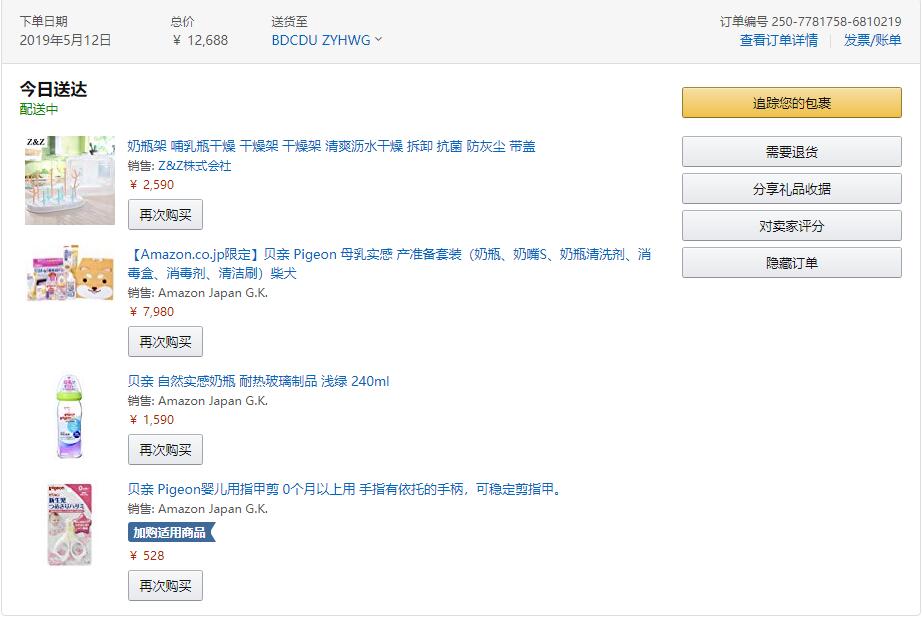 下单日期
2019年5月12日
总价
￥ 12,688
送货至
BDCDU ZYHWG
订单编号 250-7781758-6810219
查看订单详情
发票/账单
今日送达
配送中
追踪您的包裹
需要退货
分享礼品收据
对卖家评分
隐藏订单
Z&Z
奶瓶架 哺乳瓶干燥 干燥架 干燥架 清爽沥水干燥 拆卸 抗菌 防灰尘 带盖
销售: Z&Z株式会社
￥ 2,590
再次购买
【Amazon.co.jp限定】贝亲 Pigeon 母乳实感 产准备套装（奶瓶、奶嘴S、奶瓶清洗剂、消
毒盒、消毒剂、清洁刷）柴犬
销售: Amazon Japan G.K.
￥ 7,980
再次购买
贝亲 自然实感奶瓶 耐热玻璃制品 浅绿 240ml
销售: Amazon Japan G.K.
￥ 1,590
再次购买
贝亲 Pigeon婴儿用指甲剪 0个月以上用 手指有依托的手柄，可稳定剪指甲。
销售: Amazon Japan G.K.
加购适用商品
￥ 528
再次购买
pigeon
新生児
つめきりハサミ